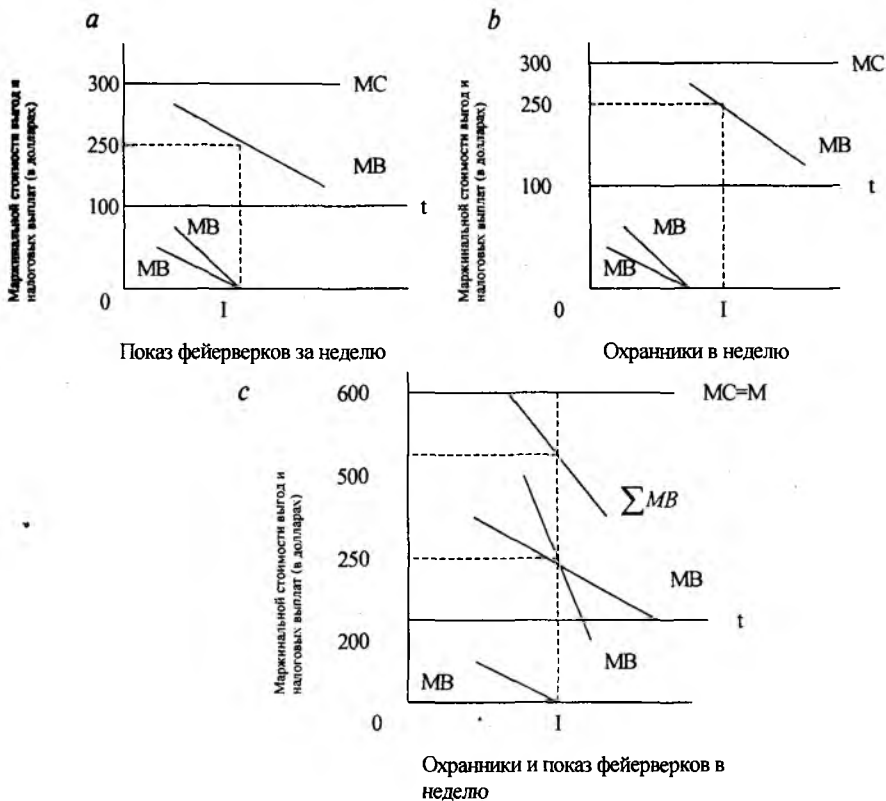 a
Маржинальной стоимости выгод и
налоговых выплат (в долларах)
300
MC
250
MB
100
t
MB
MB
0
I
Показ фейерверков за неделю
b
Маржинальной стоимости выгод и
налоговых выплат (в долларах)
300
MC
250
MB
100
t
MB
MB
0
I
Охранники в неделю
c
Маржинальной стоимости выгод и
налоговых выплат (в долларах)
600
MC=M
500
∑MB
250
MB
t
200
MB
MB
0
I
Охранники и показ фейерверков в
неделю